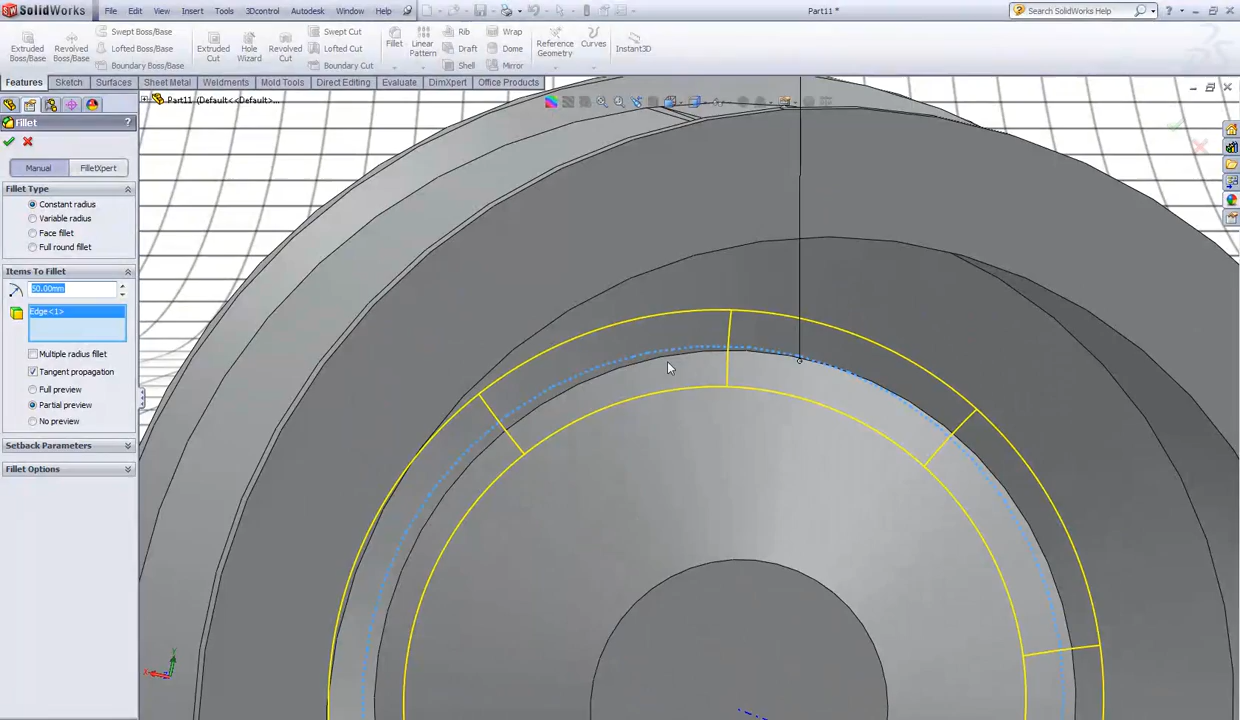 SolidWorks File Edit View Insert Tools 3Dcontrol Autodesk Window Help Part11 * Search SolidWorks Help
Extruded Boss/Base Revolved Boss/Base Swept Boss/Base Extruded Cut Hole Wizard Revolved Cut Swept Cut Fillet Linear Pattern Rib Wrap Reference Geometry Curves Instant3D
Lofted Boss/Base Lofted Cut Draft Dome
Boundary Boss/Base Boundary Cut Shell Mirror
Features Sketch Surfaces Sheet Metal Weldments Mold Tools Direct Editing Evaluate DimXpert Office Products
Part11 (Default<<Default>...
Fillet ?
Manual FilletXpert
Fillet Type
Constant radius
Variable radius
Face fillet
Full round fillet
Items To Fillet
50.00mm
Edge<1>
Multiple radius fillet
Tangent propagation
Full preview
Partial preview
No preview
Setback Parameters
Fillet Options
Y
X